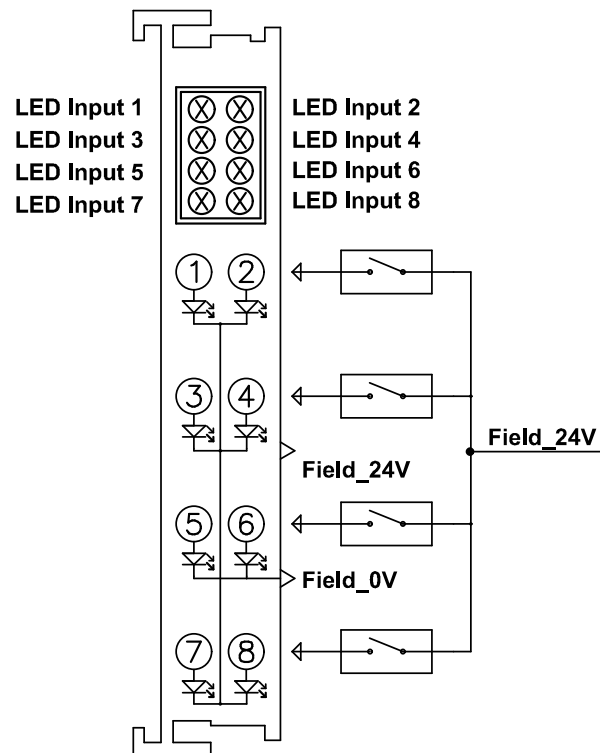 LED Input 1 LED Input 2
LED Input 3 LED Input 4
LED Input 5 LED Input 6
LED Input 7 LED Input 8
1 2
3 4
Field_24V
Field_24V
5 6
Field_0V
7 8